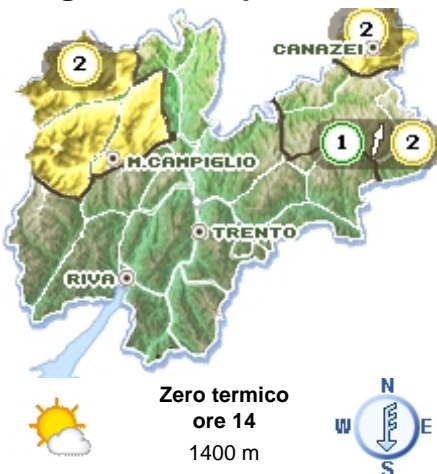 2
2
CANAZEI
1
2
M.CAMPIGLIO
TRENTO
RIVA
Zero termico
ore 14
1400 m
N
W
E
S